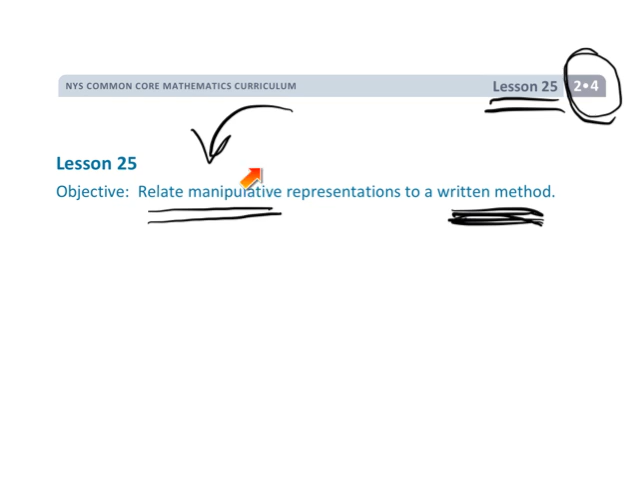 NYS COMMON CORE MATHEMATICS CURRICULUM Lesson 25 2•4
Lesson 25
Objective: Relate manipulative representations to a written method.